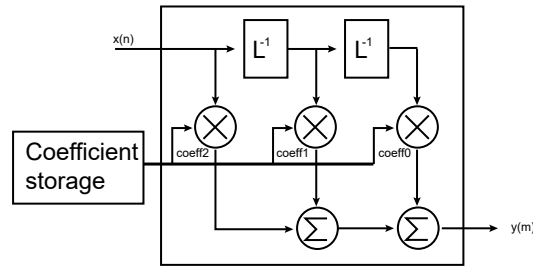 x(n)
L-1
L-1
Coefficient
storage
coeff2
coeff1
coeff0
Σ
Σ
y(m)